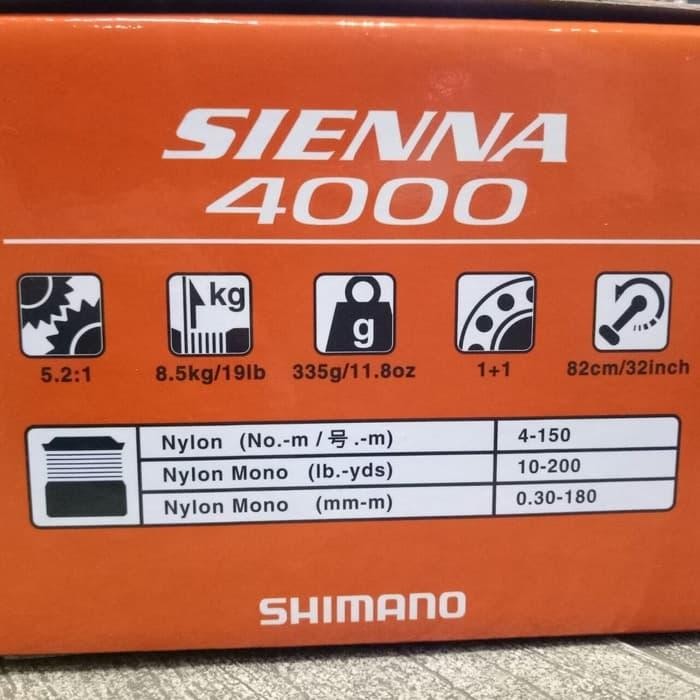 SIENNA
4000
kg
g
5.2:1 8.5kg/19lb 335g/11.8oz 1+1 82cm/32inch
Nylon (No.-m / 号.-m) 4-150
Nylon Mono (lb.-yds) 10-200
Nylon Mono (mm-m) 0.30-180
SHIMANO